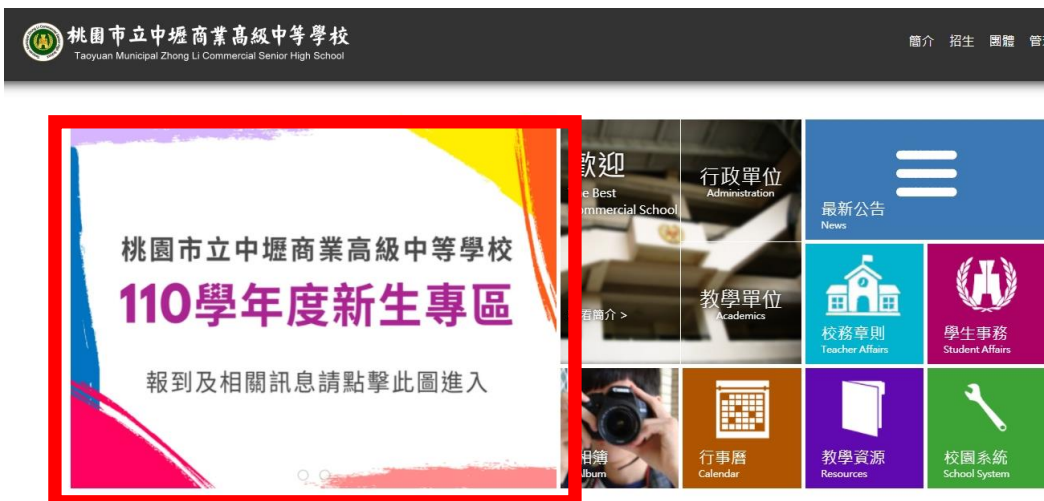 桃園市立中壢商業高級中等學校
Taoyuan Municipal Zhong Li Commercial Senior High School
簡介 招生 團體
桃園市立中壢商業高級中等學校
110學年度新生專區
報到及相關訊息請點擊此圖進入
歡迎
e Best
ommercial School
看簡介 >
行政單位
Administration
教學單位
Academics
最新公告
News
校務章則
Teacher Affairs
學生事務
Student Affairs
相簿
lbum
行事曆
Calendar
教學資源
Resources
校園系統
School System